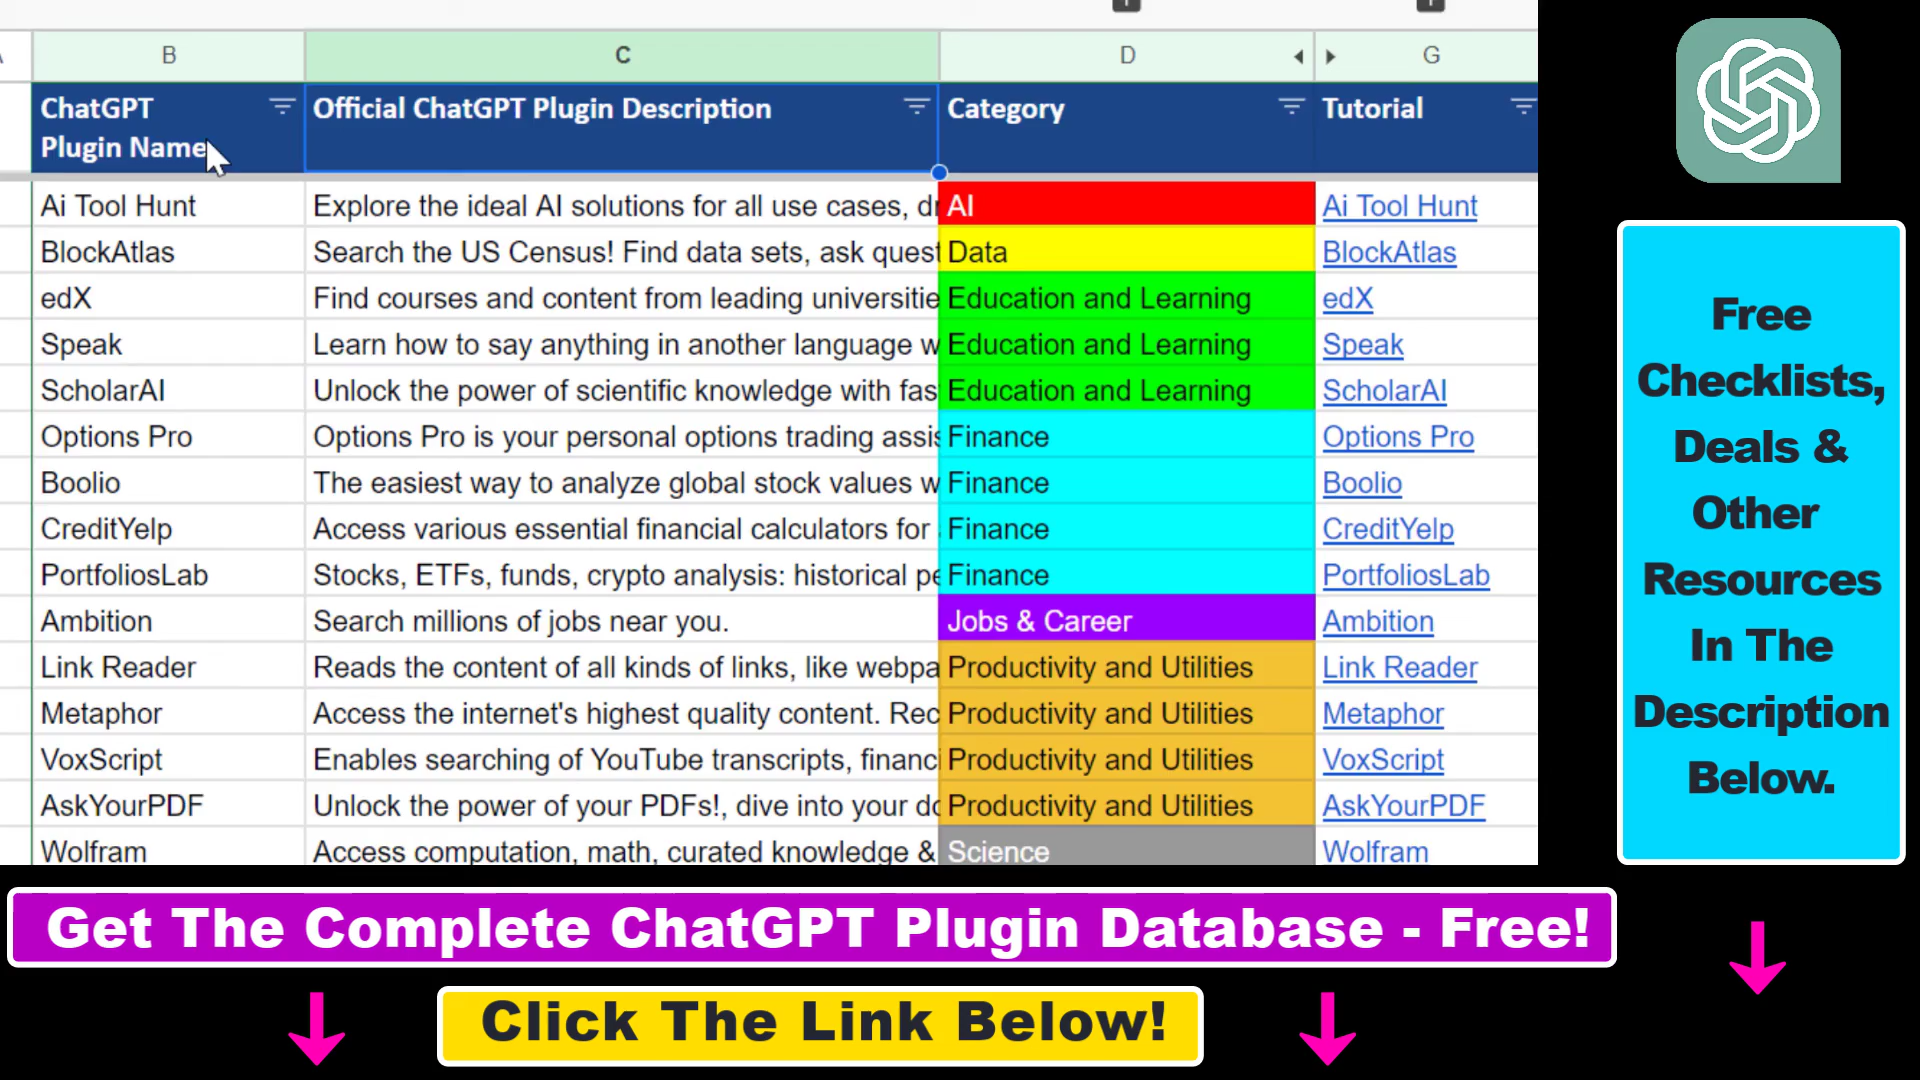 B C D G
ChatGPT Plugin Name Official ChatGPT Plugin Description Category Tutorial
Ai Tool Hunt Explore the ideal AI solutions for all use cases, AI Ai Tool Hunt
BlockAtlas Search the US Census! Find data sets, ask Data BlockAtlas
edX Find courses and content from leading Education and Learning edX
Speak Learn how to say anything in another language Education and Learning Speak
ScholarAI Unlock the power of scientific knowledge with Education and Learning ScholarAI
Options Pro Options Pro is your personal options trading Finance Options Pro
Boolio The easiest way to analyze global stock values Finance Boolio
CreditYelp Access various essential financial calculators for Finance CreditYelp
PortfoliosLab Stocks, ETFs, funds, crypto analysis: historical Finance PortfoliosLab
Ambition Search millions of jobs near you. Jobs & Career Ambition
Link Reader Reads the content of all kinds of links, like Productivity and Utilities Link Reader
Metaphor Access the internet's highest quality content. Productivity and Utilities Metaphor
VoxScript Enables searching of YouTube transcripts, Productivity and Utilities VoxScript
AskYourPDF Unlock the power of your PDFs!, dive into your Productivity and Utilities AskYourPDF
Wolfram Access computation, math, curated knowledge & Science Wolfram
Free
Checklists,
Deals &
Other
Resources
In The
Description
Below.
Get The Complete ChatGPT Plugin Database - Free!
Click The Link Below!